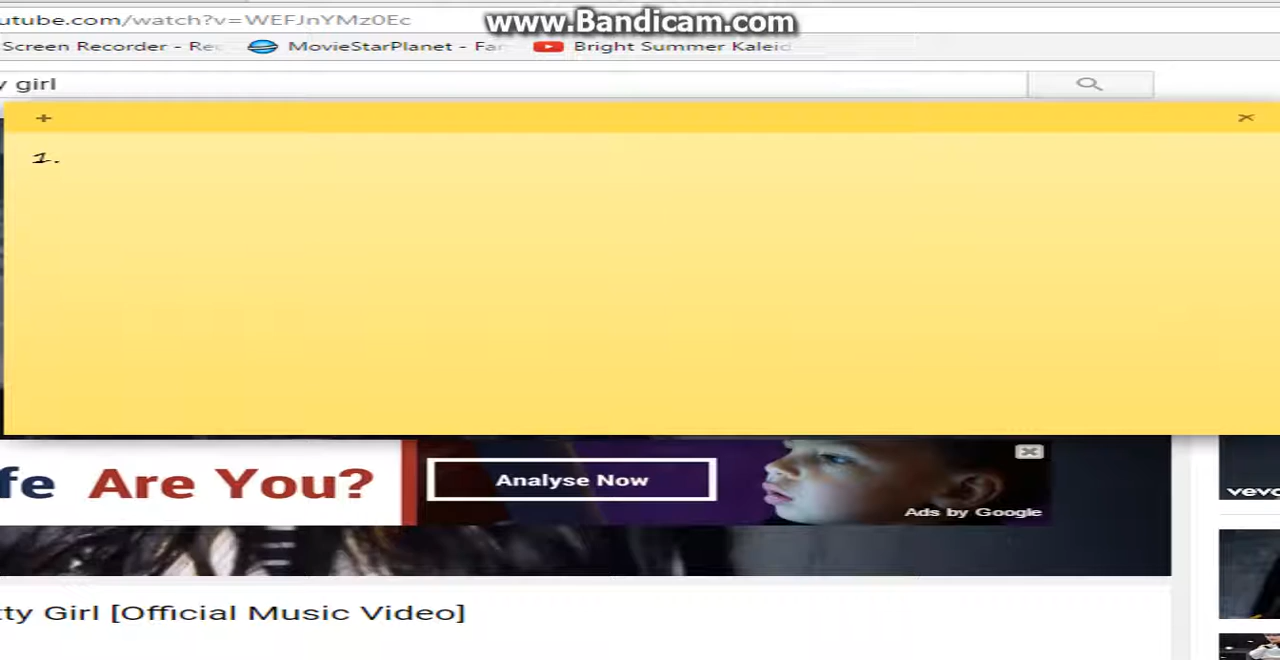 utube.com/watch?v=WEFJnYMz0Ec
www.Bandicam.com
Screen Recorder - Re
MovieStarPlanet - Fa
Bright Summer Kaleid
y girl
+ ×
1.
fe Are You?
Analyse Now
Ads by Google
vevo
tty Girl [Official Music Video]